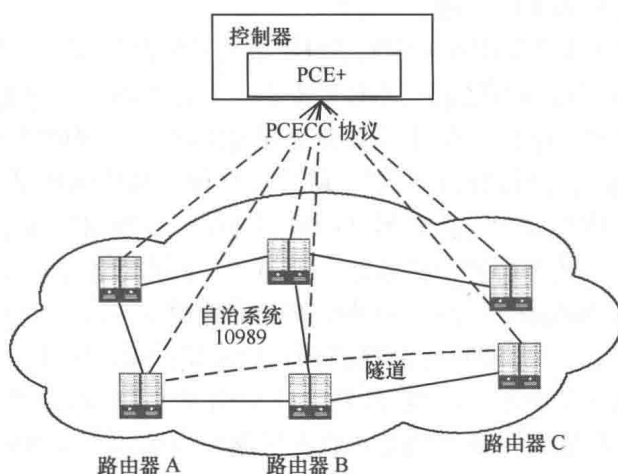 控制器
PCE+
PCECC 协议
自治系统
10989
隧道
路由器 A
路由器 B
路由器 C